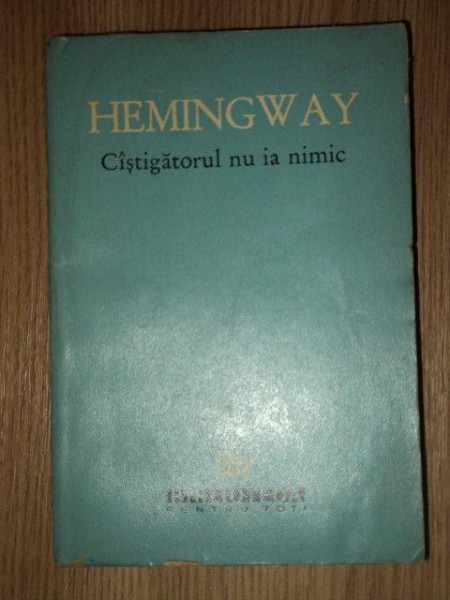 HEMINGWAY
Cîştigătorul nu ia nimic
PENTRU TOŢI